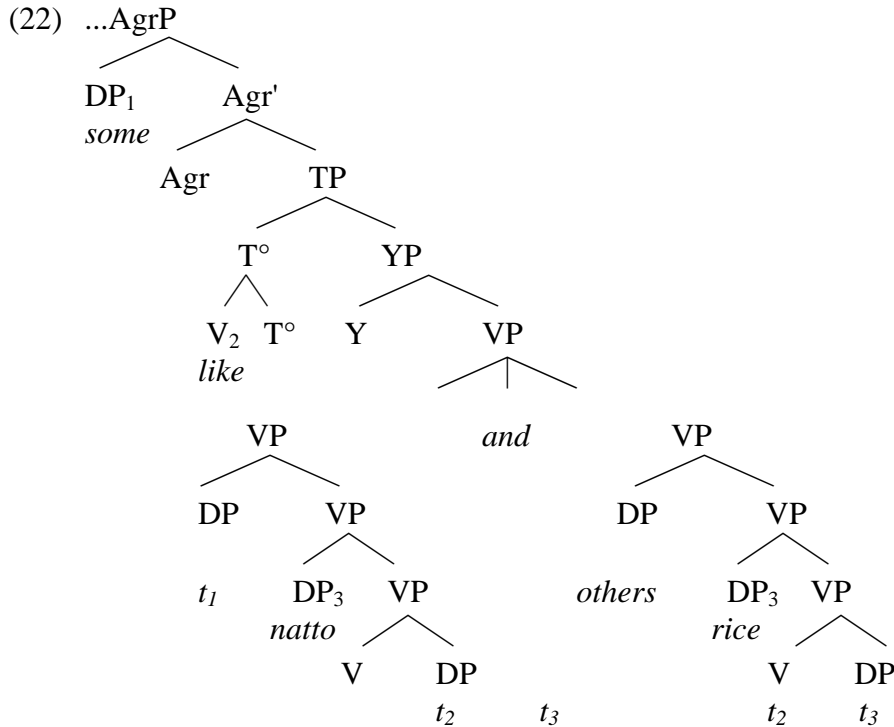 (22) ...AgrP
DP₁ Agr'
some
Agr TP
T° YP
V₂ T° Y VP
like
VP and VP
DP VP DP VP
t₁ DP₃ VP others DP₃ VP
natto rice
V DP V DP
t₂ t₃ t₂ t₃